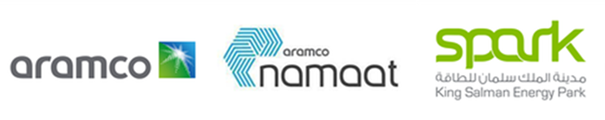 aramco
aramco
namaat
spark
مدينة الملك سلمان للطاقة
King Salman Energy Park